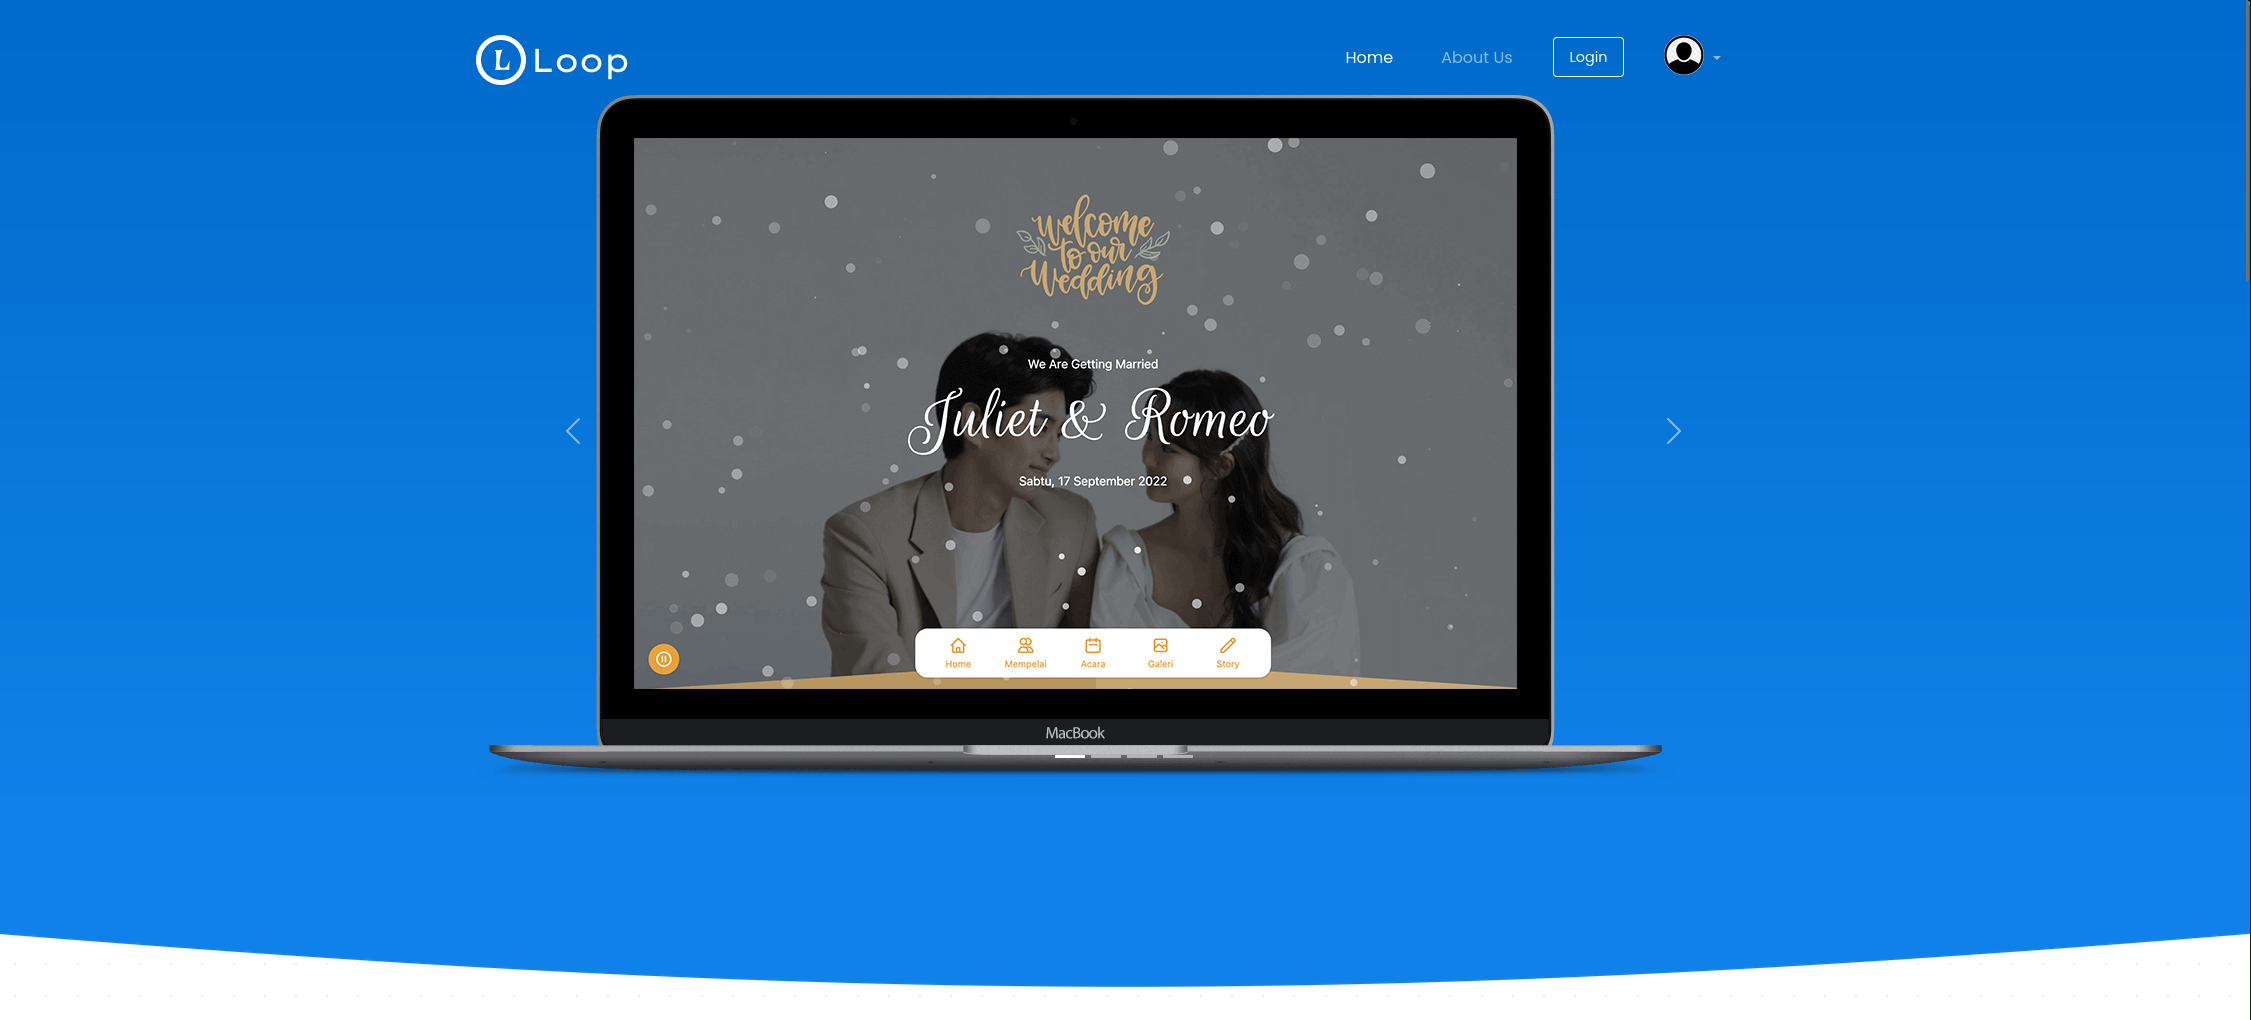 L Loop
Home About Us Login
welcome
to our
Wedding
We Are Getting Married
Juliet & Romeo
Sabtu, 17 September 2022
Home Mempelai Acara Galeri Story
MacBook